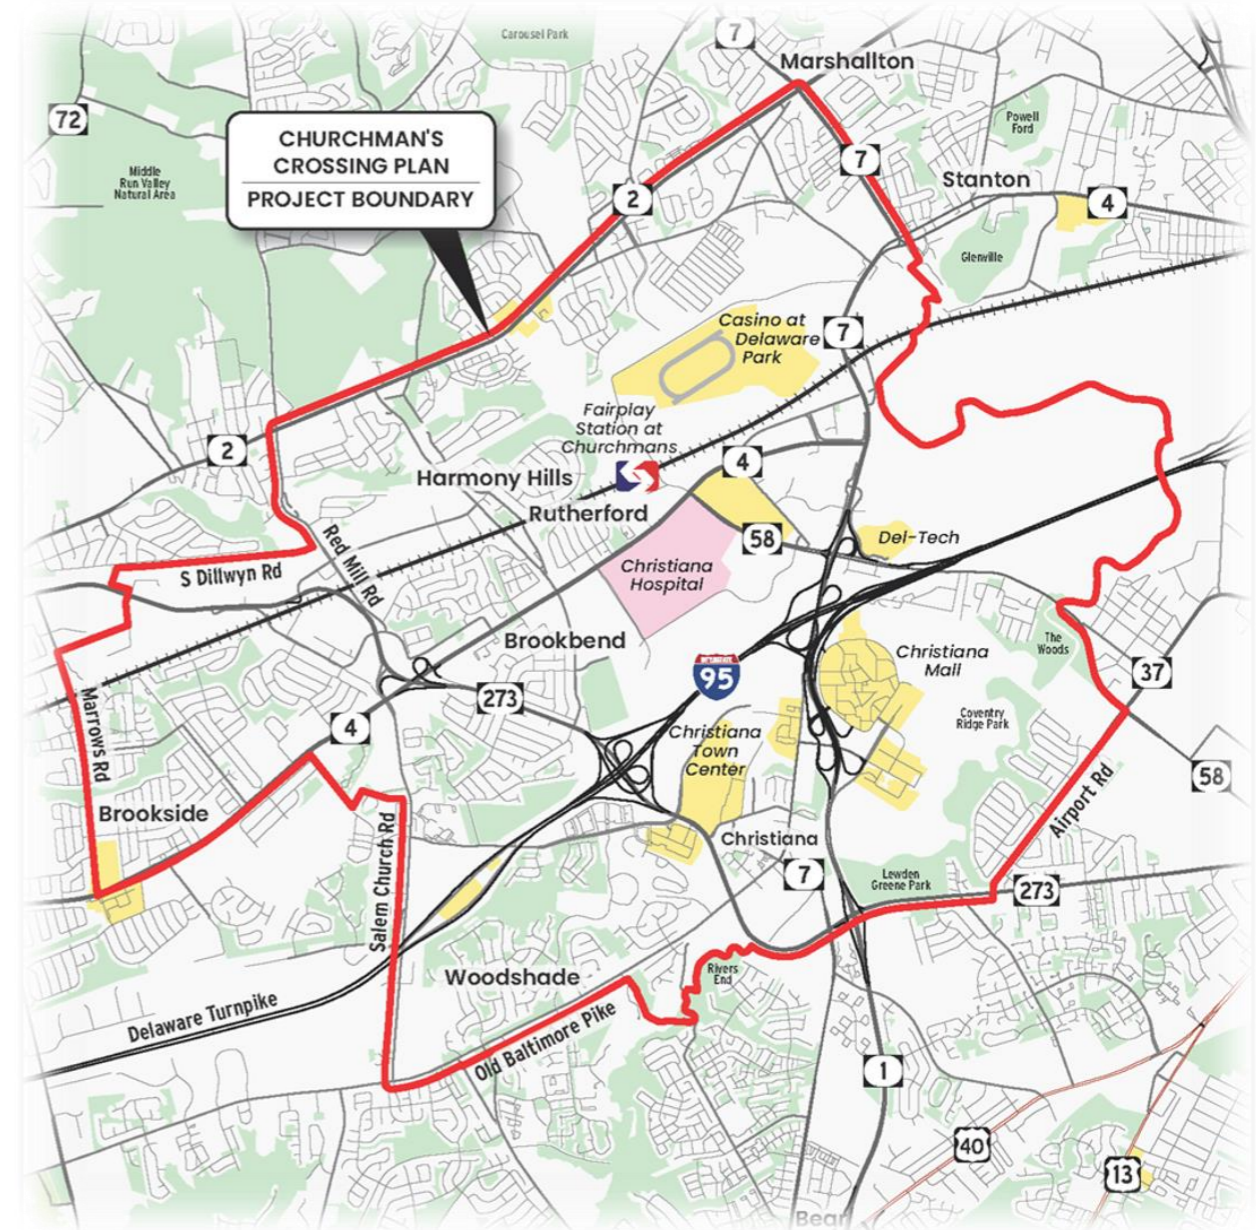 Carousel Park
7
Marshallton
72
CHURCHMAN'S
CROSSING PLAN
PROJECT BOUNDARY
Powell
Ford
7
Middle
Run Valley
Natural Area
Stanton
2
4
Glenville
Casino at
Delaware
Park
7
Fairplay
Station at
Churchmans
2
4
Harmony Hills
Rutherford
58
Del-Tech
Red Mill Rd
S Dillwyn Rd
Christiana
Hospital
Brookbend
The
Woods
Christiana
Mall
INTERSTATE
95
37
273
Marrows Rd
4
Coventry
Ridge Park
Christiana
Town
Center
58
Airport Rd
Brookside
Salem Church Rd
Christiana
7
Lewden
Greene Park
273
Woodshade
Rivers
End
Delaware Turnpike
Old Baltimore Pike
1
40
13
Bear